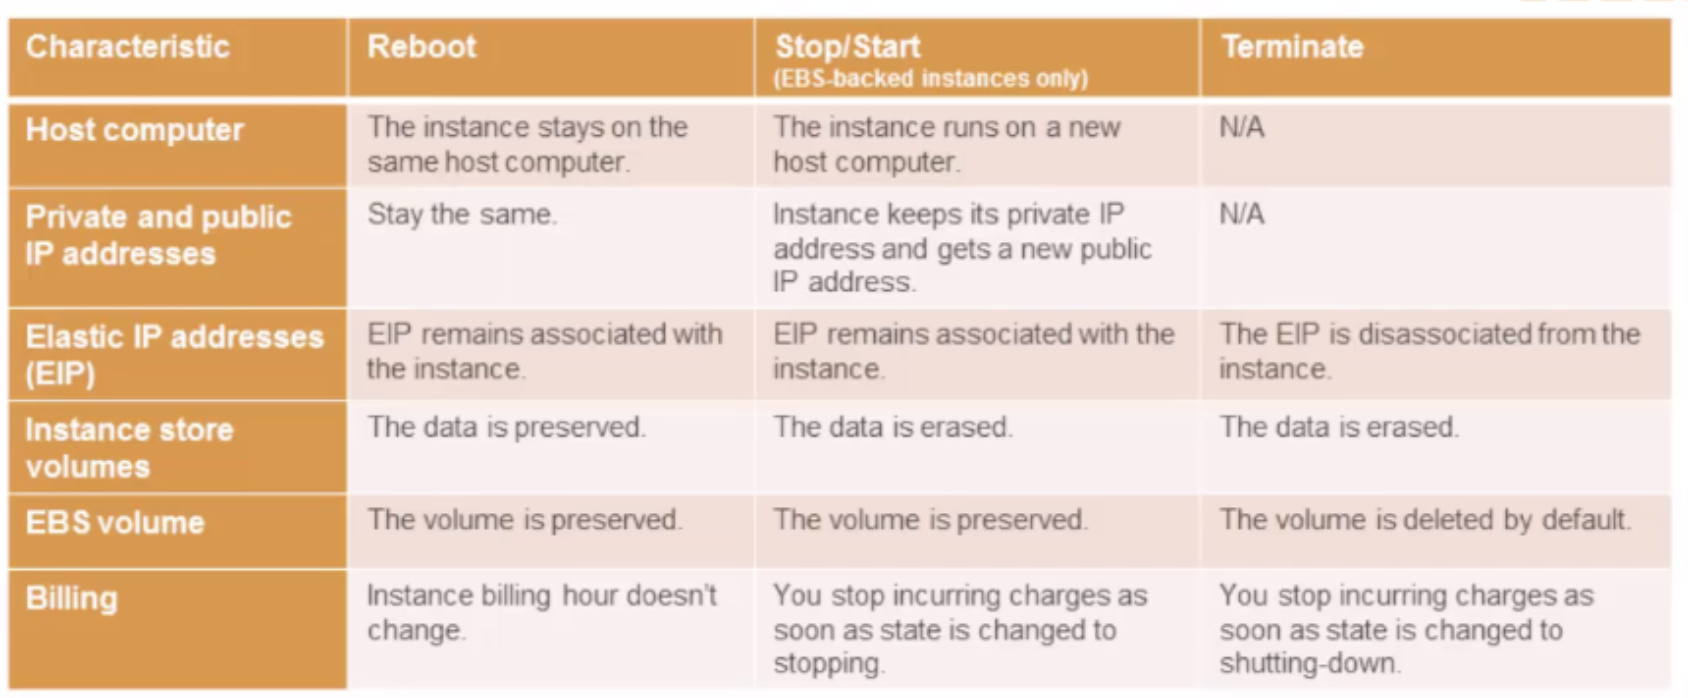 Characteristic
Reboot
Stop/Start
(EBS-backed instances only)
Terminate
Host computer
The instance stays on the
same host computer.
The instance runs on a new
host computer.
N/A
Private and public
IP addresses
Stay the same.
Instance keeps its private IP
address and gets a new public
IP address.
N/A
Elastic IP addresses
(EIP)
EIP remains associated with
the instance.
EIP remains associated with the
instance.
The EIP is disassociated from the
instance.
Instance store
volumes
The data is preserved.
The data is erased.
The data is erased.
EBS volume
The volume is preserved.
The volume is preserved.
The volume is deleted by default.
Billing
Instance billing hour doesn't
change.
You stop incurring charges as
soon as state is changed to
stopping.
You stop incurring charges as
soon as state is changed to
shutting-down.